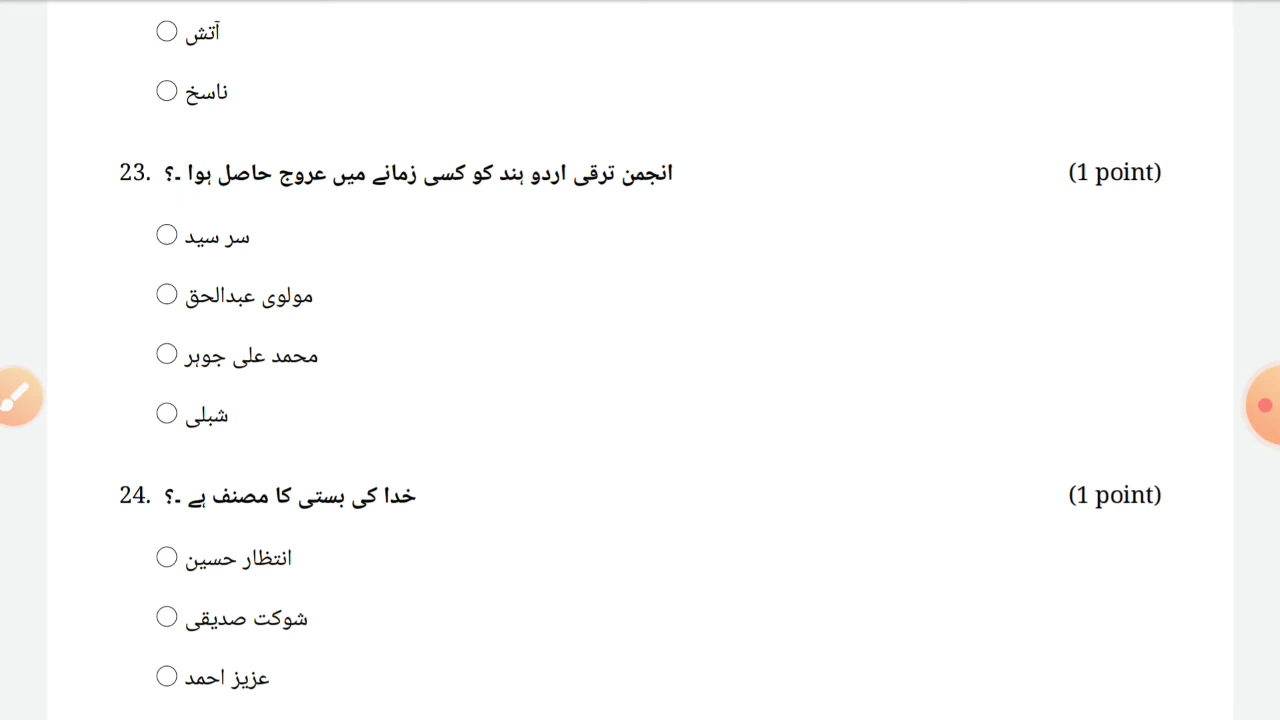 آتش
ناسخ
23. انجمن ترقی اردو ہند کو کسی زمانے میں عروج حاصل ہوا ۔؟ (1 point)
سر سید
مولوی عبدالحق
محمد علی جوہر
شبلی
24. خدا کی بستی کا مصنف ہے ۔؟ (1 point)
انتظار حسین
شوکت صدیقی
عزیز احمد